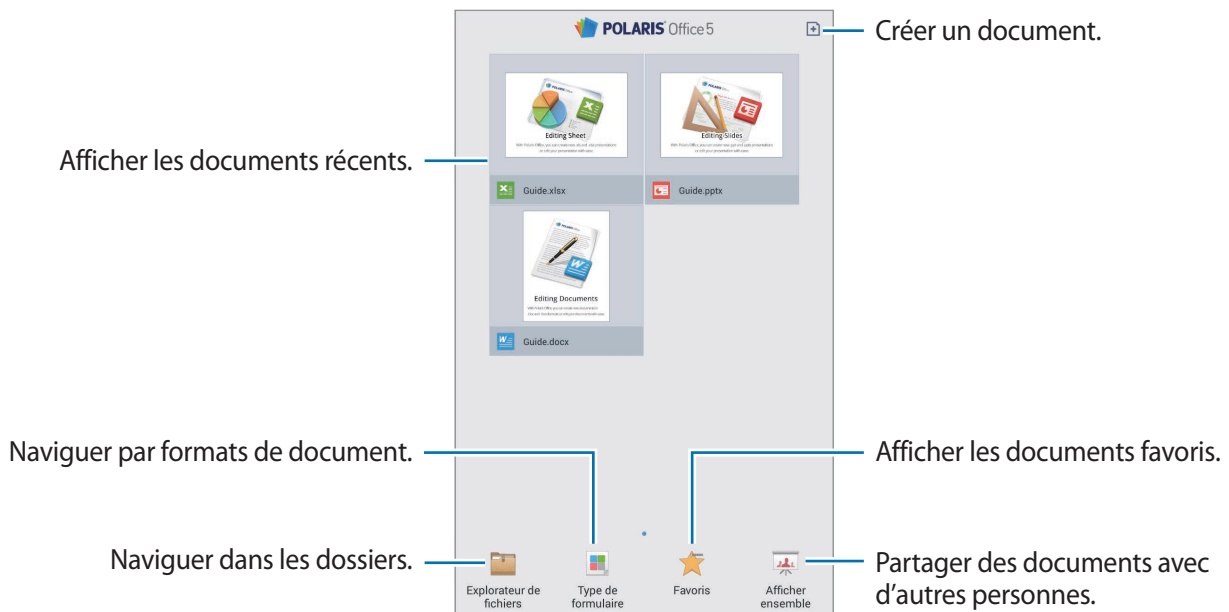 POLARIS Office 5
Créer un document.
Editing Sheet
Editing Slides
Afficher les documents récents.
Guide.xlsx
Guide.pptx
Editing Documents
Guide.docx
Naviguer par formats de document.
Afficher les documents favoris.
Naviguer dans les dossiers.
Explorateur de
fichiers
Type de
formulaire
Favoris
Afficher
ensemble
Partager des documents avec
d'autres personnes.